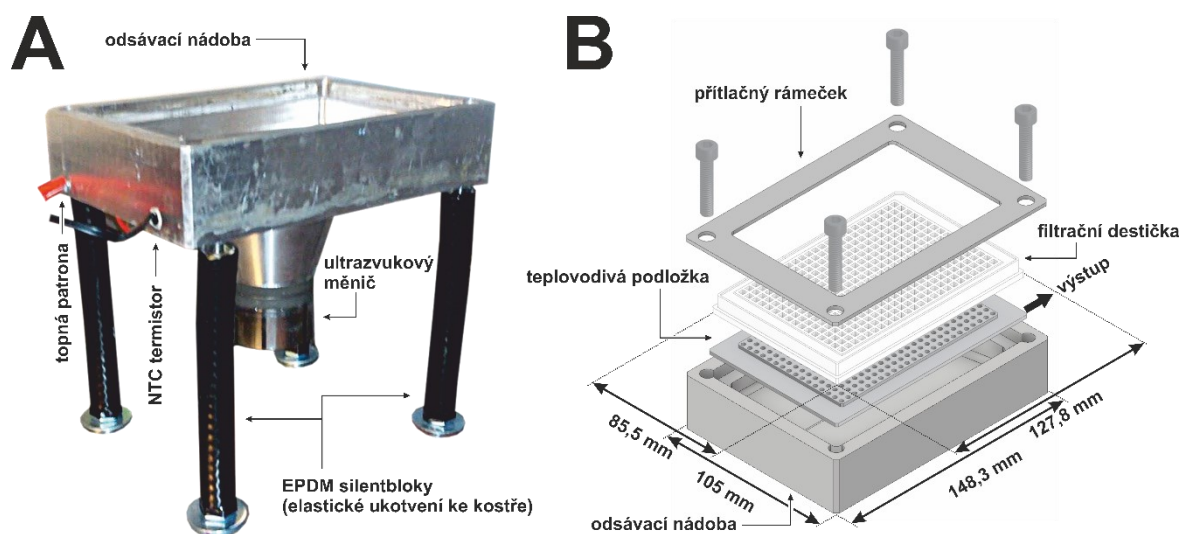 A
odsávací nádoba
topná patrona
NTC termistor
ultrazvukový
měnič
EPDM silentbloky
(elastické ukotvení ke kostře)
B
přítlačný rámeček
filtrační destička
teplovodivá podložka
výstup
85,5 mm
105 mm
127,8 mm
148,3 mm
odsávací nádoba